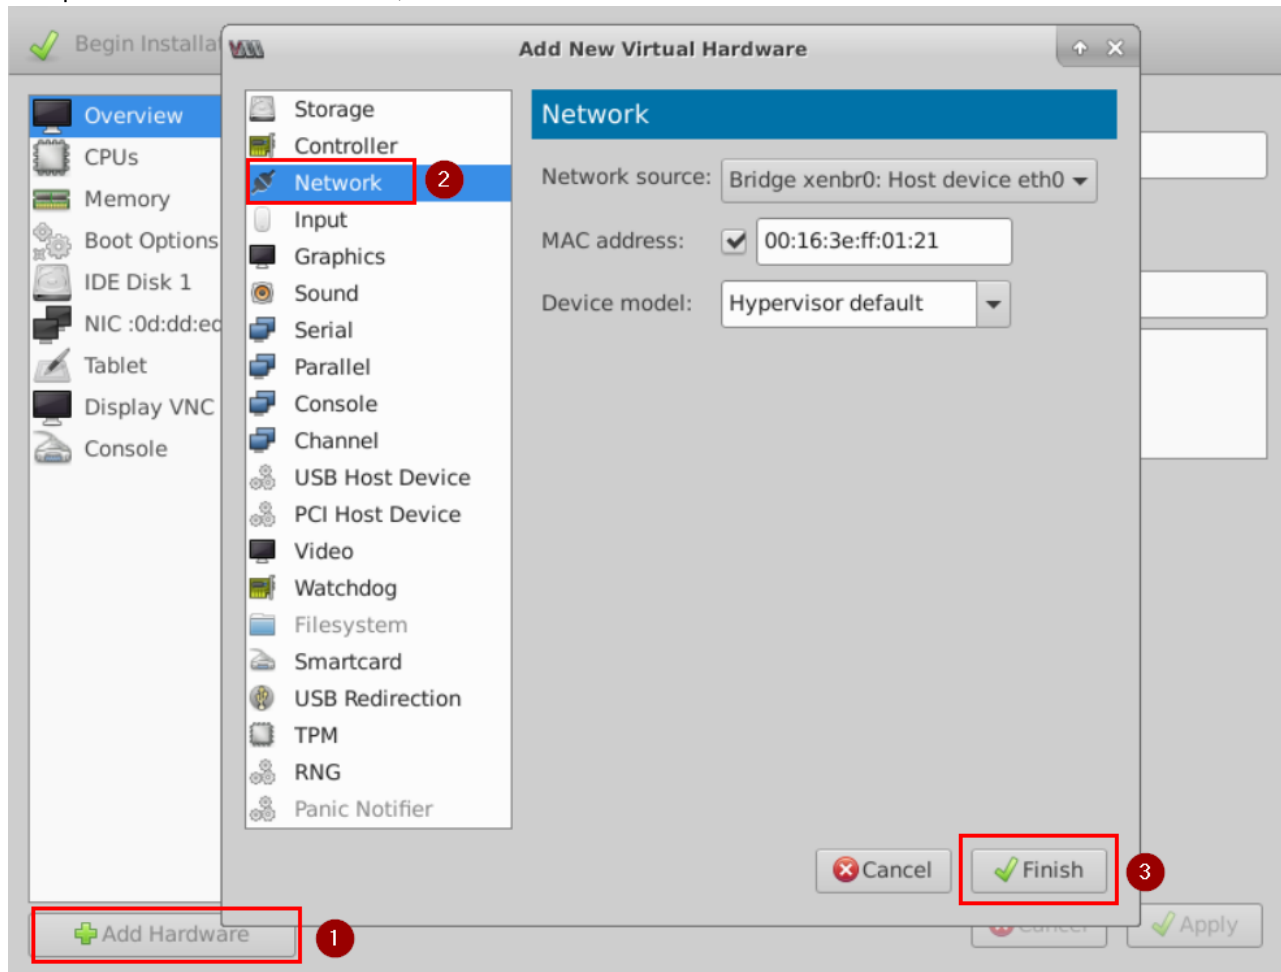 Begin Installa
Add New Virtual Hardware
Overview
CPUs
Memory
Boot Options
IDE Disk 1
NIC :0d:dd:ed
Tablet
Display VNC
Console
Add Hardware
1
Storage
Controller
Network
2
Input
Graphics
Sound
Serial
Parallel
Console
Channel
USB Host Device
PCI Host Device
Video
Watchdog
Filesystem
Smartcard
USB Redirection
TPM
RNG
Panic Notifier
Network
Network source: Bridge xenbr0: Host device eth0
MAC address: 00:16:3e:ff:01:21
Device model: Hypervisor default
Cancel
Finish
3
Cancel
Apply